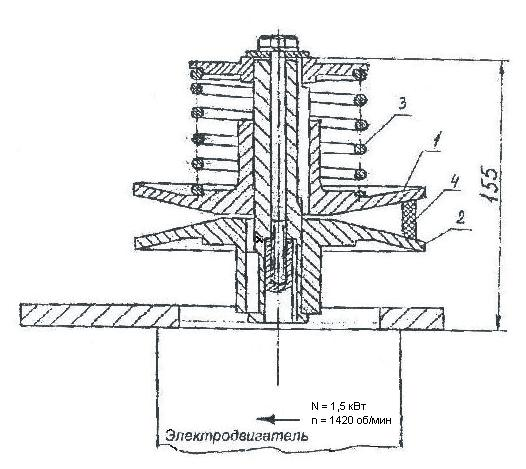 3
1
4
2
155
N = 1,5 кВт
n = 1420 об/мин
Электродвигатель